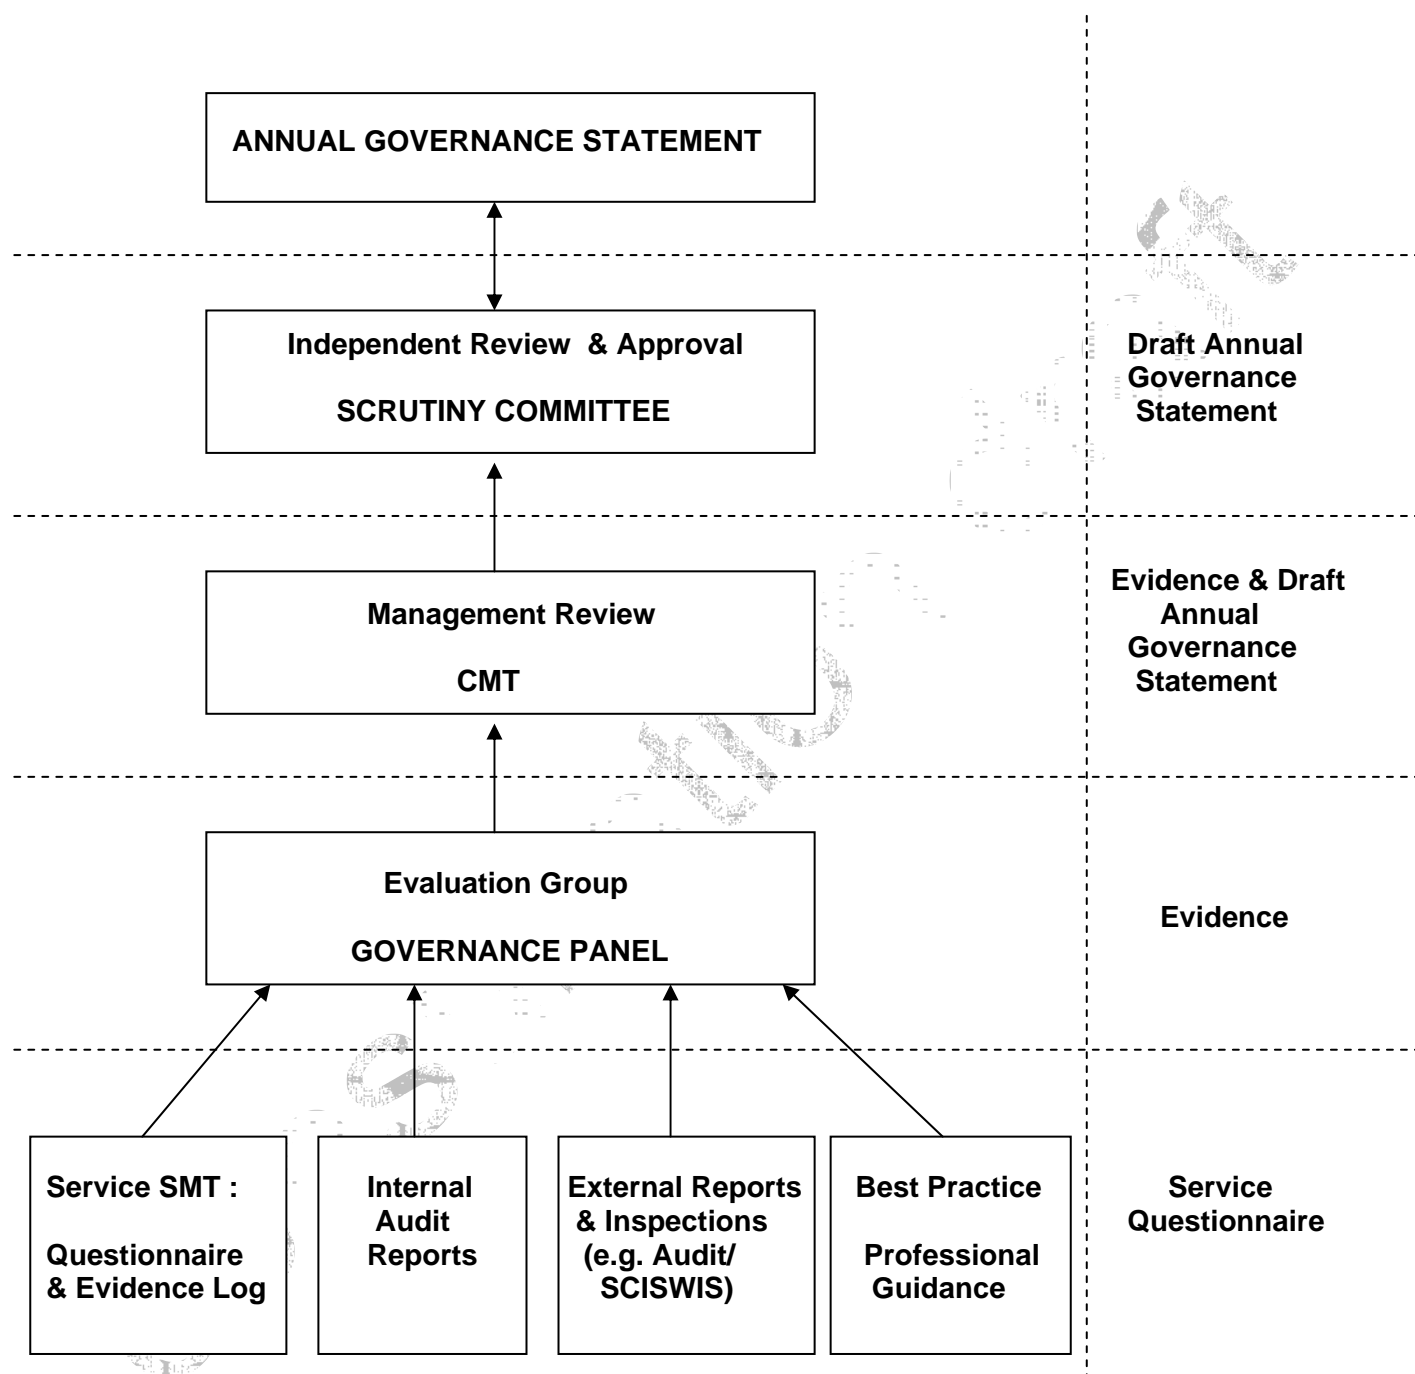 ANNUAL GOVERNANCE STATEMENT
Independent Review & Approval
SCRUTINY COMMITTEE
Draft Annual
Governance
Statement
Management Review
CMT
Evidence & Draft
Annual
Governance
Statement
Evaluation Group
GOVERNANCE PANEL
Evidence
Service SMT :
Questionnaire
& Evidence Log
Internal
Audit
Reports
External Reports
& Inspections
(e.g. Audit/
SCISWIS)
Best Practice
Professional
Guidance
Service
Questionnaire